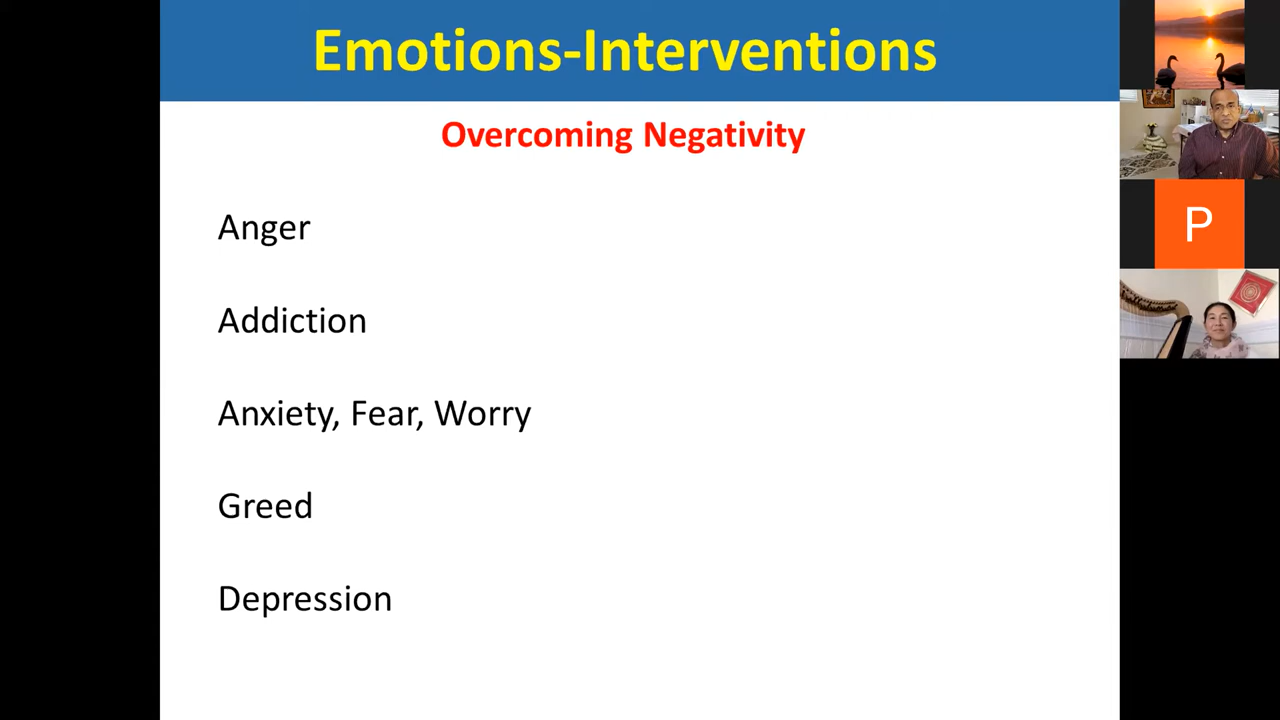 Emotions-Interventions
Overcoming Negativity
Anger
Addiction
Anxiety, Fear, Worry
Greed
Depression
P